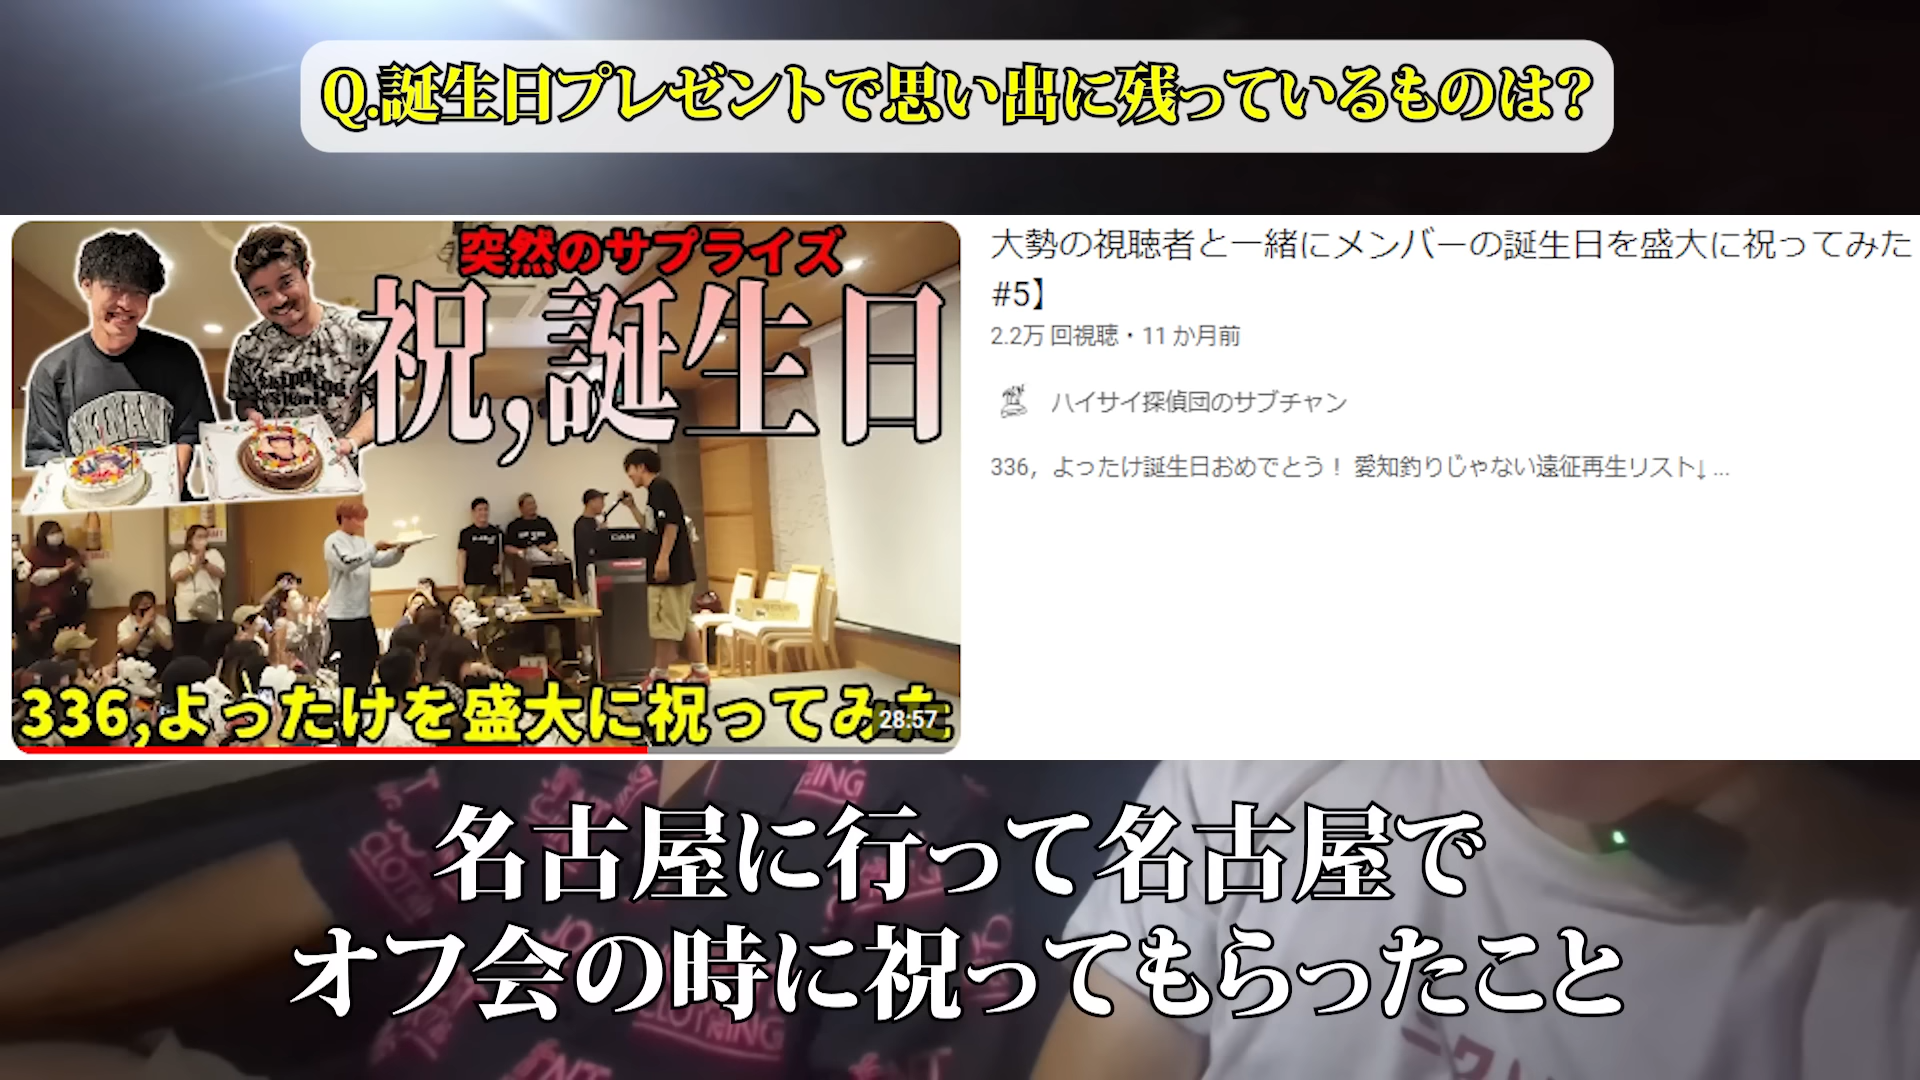 Q.誕生日プレゼントで思い出に残っているものは?
突然のサプライズ
祝,誕生日
336,よったけを盛大に祝ってみた
28:57
大勢の視聴者と一緒にメンバーの誕生日を盛大に祝ってみた
#5】
2.2万 回視聴・11 か月前
ハイサイ探偵団のサブチャン
336，よったけ誕生日おめでとう！ 愛知釣りじゃない遠征再生リスト↓ ...
名古屋に行って名古屋で
オフ会の時に祝ってもらったこと